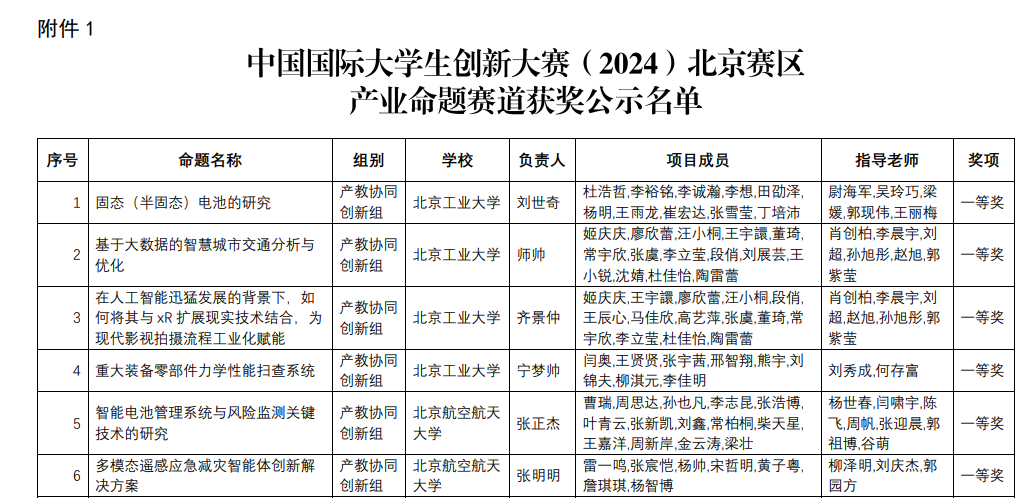 附件 1
中国国际大学生创新大赛（2024）北京赛区
产业命题赛道获奖公示名单
序号 命题名称 组别 学校 负责人 项目成员 指导老师 奖项
1 固态（半固态）电池的研究 产教协同 北京工业大学 刘世奇 杜浩哲,李裕铭,李诚瀚,李想,田劭泽, 尉海军,吴玲巧,梁 一等奖
创新组 杨明,王雨龙,崔宏达,张雪莹,丁培沛 媛,郭现伟,王丽梅
基于大数据的智慧城市交通分析与 产教协同 姬庆庆,廖欣蕾,汪小桐,王宇譞,董琦, 肖创柏,李晨宇,刘
2 优化 创新组 北京工业大学 师帅 常宇欣,张虞,李立莹,段俏,刘展芸,王 超,孙旭彤,赵旭,郭 一等奖
小锐,沈婧,杜佳怡,陶雷蕾 紫莹
在人工智能迅猛发展的背景下，如 产教协同 姬庆庆,王宇譞,廖欣蕾,汪小桐,段俏, 肖创柏,李晨宇,刘
3 何将其与 xR 扩展现实技术结合，为 创新组 北京工业大学 齐景仲 王辰心,马佳欣,高艺萍,张虞,董琦,常 超,赵旭,孙旭彤,郭 一等奖
现代影视拍摄流程工业化赋能 宇欣,李立莹,杜佳怡,陶雷蕾 紫莹
4 重大装备零部件力学性能扫查系统 产教协同 北京工业大学 宁梦帅 闫奥,王贤贤,张宇茜,邢智翔,熊宇,刘 刘秀成,何存富 一等奖
创新组 锦夫,柳淇元,李佳明
智能电池管理系统与风险监测关键 产教协同 北京航空航天 曹瑞,周思达,孙也凡,李志昆,张浩博, 杨世春,闫啸宇,陈
5 技术的研究 创新组 大学 张正杰 叶青云,张新凯,刘鑫,常柏桐,柴天星, 飞,周帆,张迎晨,郭 一等奖
王嘉洋,周新岸,金云涛,梁壮 祖博,谷萌
6 多模态遥感应急减灾智能体创新解 产教协同 北京航空航天 张明明 雷一鸣,张宸恺,杨帅,宋哲明,黄子粤, 柳泽明,刘庆杰,郭 一等奖
决方案 创新组 大学 詹琪琪,杨智博 园方